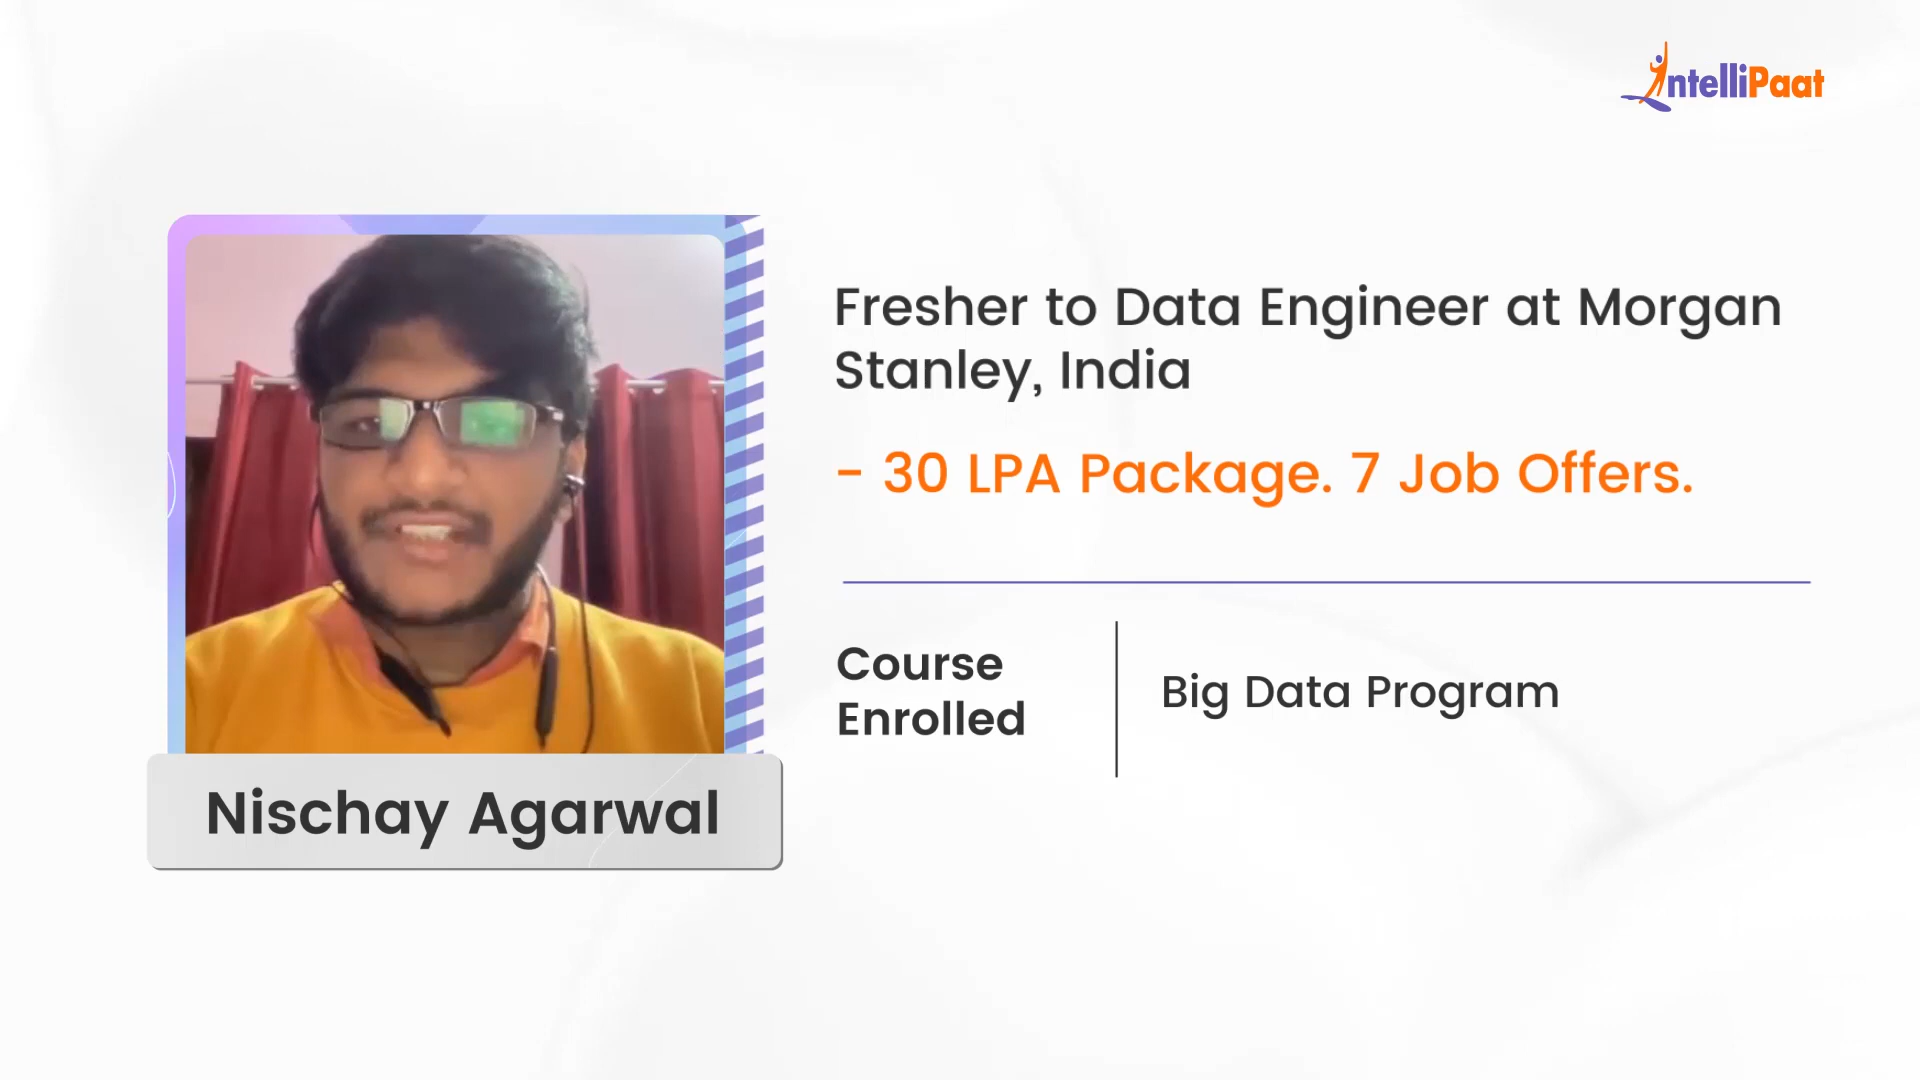 IntelliPaat
Fresher to Data Engineer at Morgan
Stanley, India
- 30 LPA Package. 7 Job Offers.
Course
Enrolled
Big Data Program
Nischay Agarwal